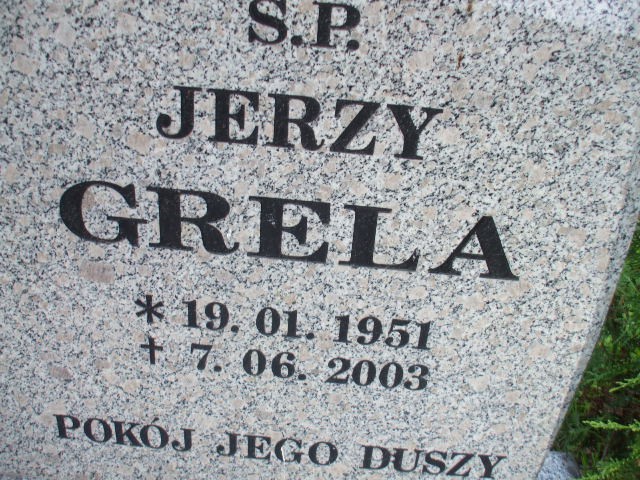 Ś.P.
JERZY
GRELA
* 19. 01. 1951
† 7. 06. 2003
POKÓJ JEGO DUSZY